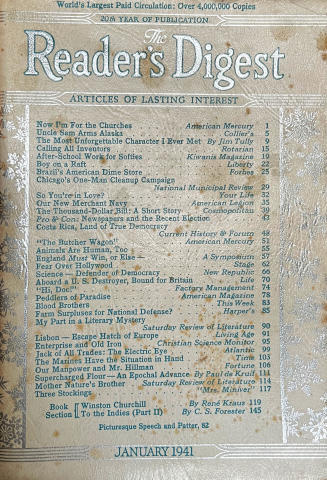 World's Largest Paid Circulation: Over 4,000,000 Copies
20th YEAR OF PUBLICATION
The
Reader's Digest
ARTICLES OF LASTING INTEREST
Now I'm For the Churches American Mercury 1
Uncle Sam Arms Alaska Collier's 5
The Most Unforgettable Character I Ever Met By Jim Tully 9
Calling All Inventors Rotarian 15
After-School Work for Softies Kiwanis Magazine 19
Boy on a Raft Liberty 22
Brazil's American Dime Store Forbes 25
Chicago's One-Man Cleanup Campaign
National Municipal Review 29
So You're in Love? Your Life 32
Our New Merchant Navy American Legion 35
The Thousand-Dollar Bill: A Short Story Cosmopolitan 39
Pro & Con: Newspapers and the Recent Election 43
Costa Rica, Land of True Democracy
Current History & Forum 48
"The Butcher Wagon" American Mercury 51
Animals Are Human, Too 55
England Must Win, or Else — A Symposium 57
Year Over Hollywood Stage 62
Science — Defender of Democracy New Republic 66
Aboard a U. S. Destroyer, Bound for Britain Life 70
"Hi, Doc!" Factory Management 74
Peddlers of Paradise American Magazine 78
Blood Brothers This Week 83
Farm Surpluses for National Defense? Harper's 85
My Part in a Literary Mystery
Saturday Review of Literature 90
Lisbon — Escape Hatch of Europe Living Age 91
Enterprise and Old Iron Christian Science Monitor 95
Jack of All Trades: The Electric Eye Atlantic 99
The Marines Have the Situation in Hand Time 103
Our Manpower and Mr. Hillman Fortune 106
Supercharged Flour — An Epochal Advance By Paul de Kruif 111
Mother Nature's Brother Saturday Review of Literature 114
Three Stockings "Mrs. Miniver" 117
Book Winston Churchill By René Kraus 119
Section To the Indies (Part II) By C. S. Forester 145
Picturesque Speech and Patter, 82
JANUARY 1941